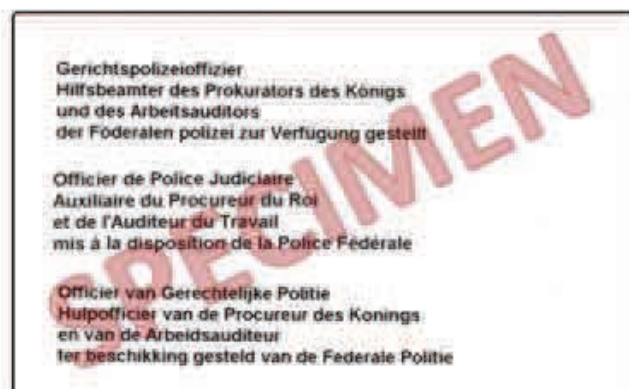 Gerichtspolizeioffizier
Hilfsbeamter des Prokurators des Königs
und des Arbeitsauditors
der Föderalen polizei zur Verfügung gestellt
Officier de Police Judiciaire
Auxiliaire du Procureur du Roi
et de l'Auditeur du Travail
mis à la disposition de la Police Fédérale
Officier van Gerechtelijke Politie
Hulpofficier van de Procureur des Konings
en van de Arbeidsauditeur
ter beschikking gesteld van de Federale Politie
SPECIMEN